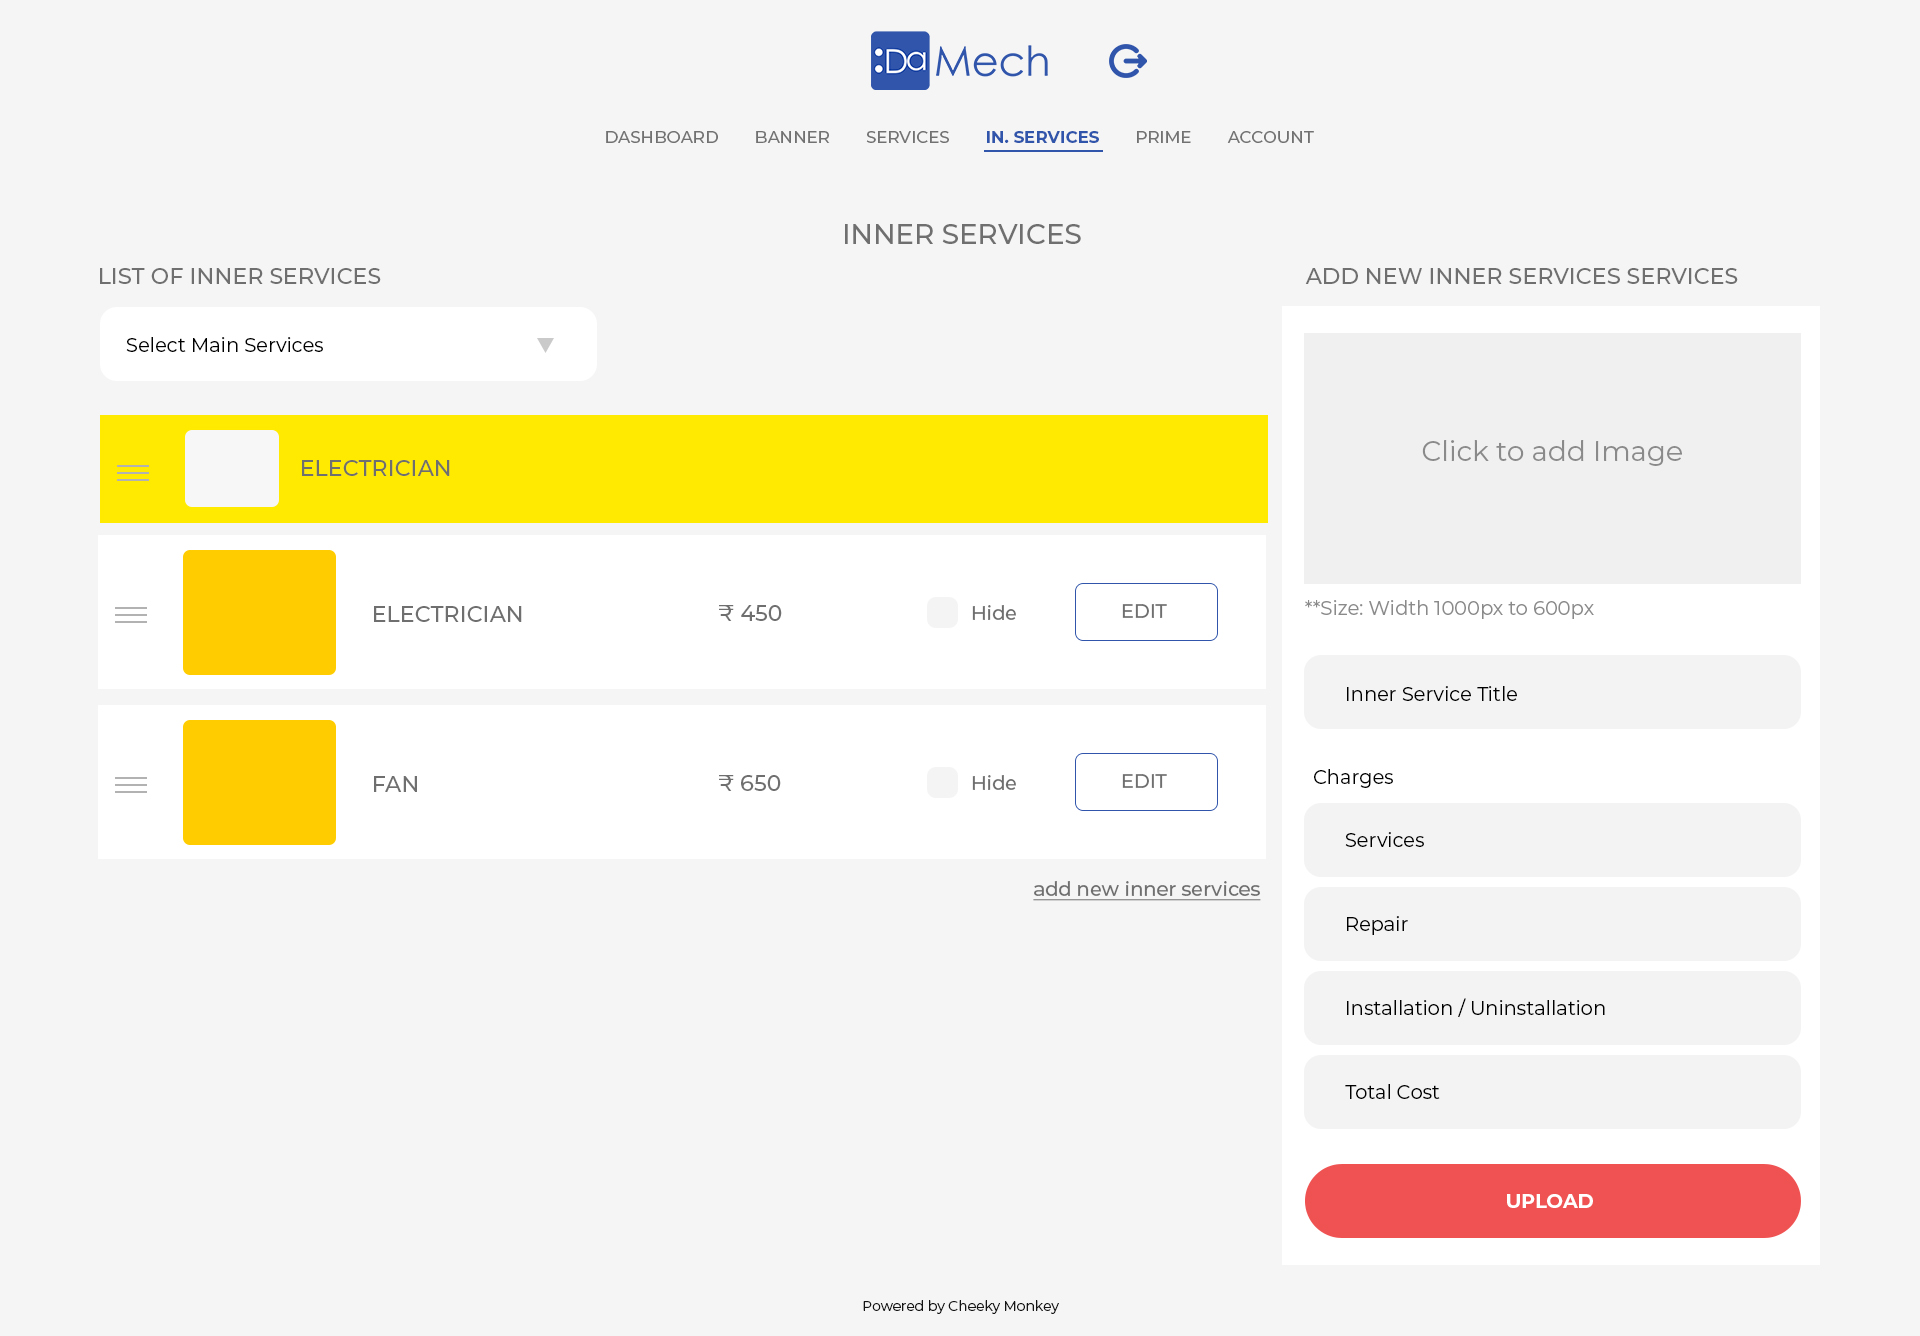 :Da Mech
DASHBOARD BANNER SERVICES IN. SERVICES PRIME ACCOUNT
INNER SERVICES
LIST OF INNER SERVICES
Select Main Services
ELECTRICIAN
ELECTRICIAN ₹ 450 Hide EDIT
FAN ₹ 650 Hide EDIT
add new inner services
ADD NEW INNER SERVICES SERVICES
Click to add Image
**Size: Width 1000px to 600px
Inner Service Title
Charges
Services
Repair
Installation / Uninstallation
Total Cost
UPLOAD
Powered by Cheeky Monkey